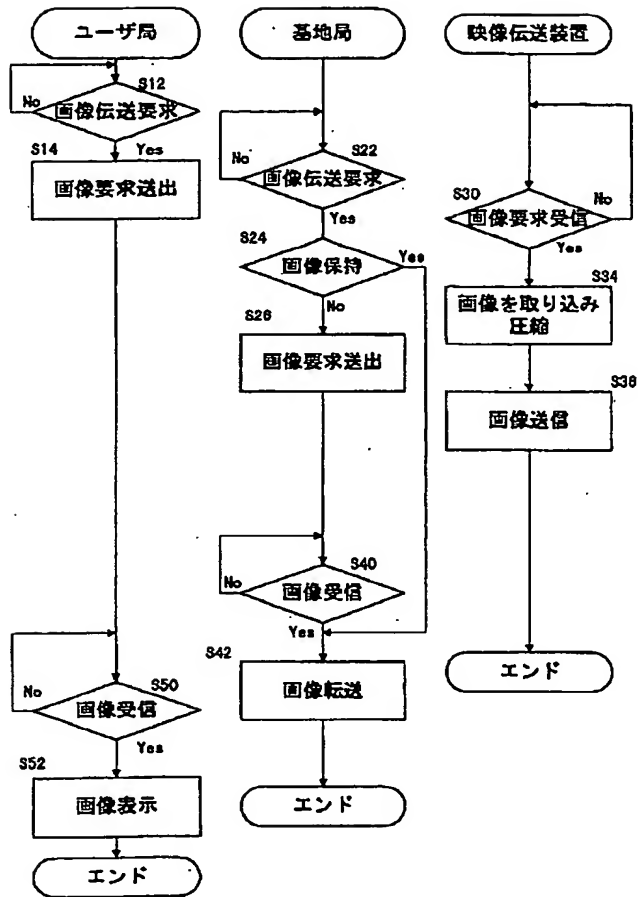 ユーザ局
S12
No
画像伝送要求
S14
Yes
画像要求送出
No
S50
画像受信
Yes
S52
画像表示
エンド
基地局
S22
No
画像伝送要求
Yes
S24
画像保持
Yes
No
S26
画像要求送出
S40
No
画像受信
Yes
S42
画像転送
エンド
映像伝送装置
S30
No
画像要求受信
Yes
S34
画像を取り込み
圧縮
S38
画像送信
エンド